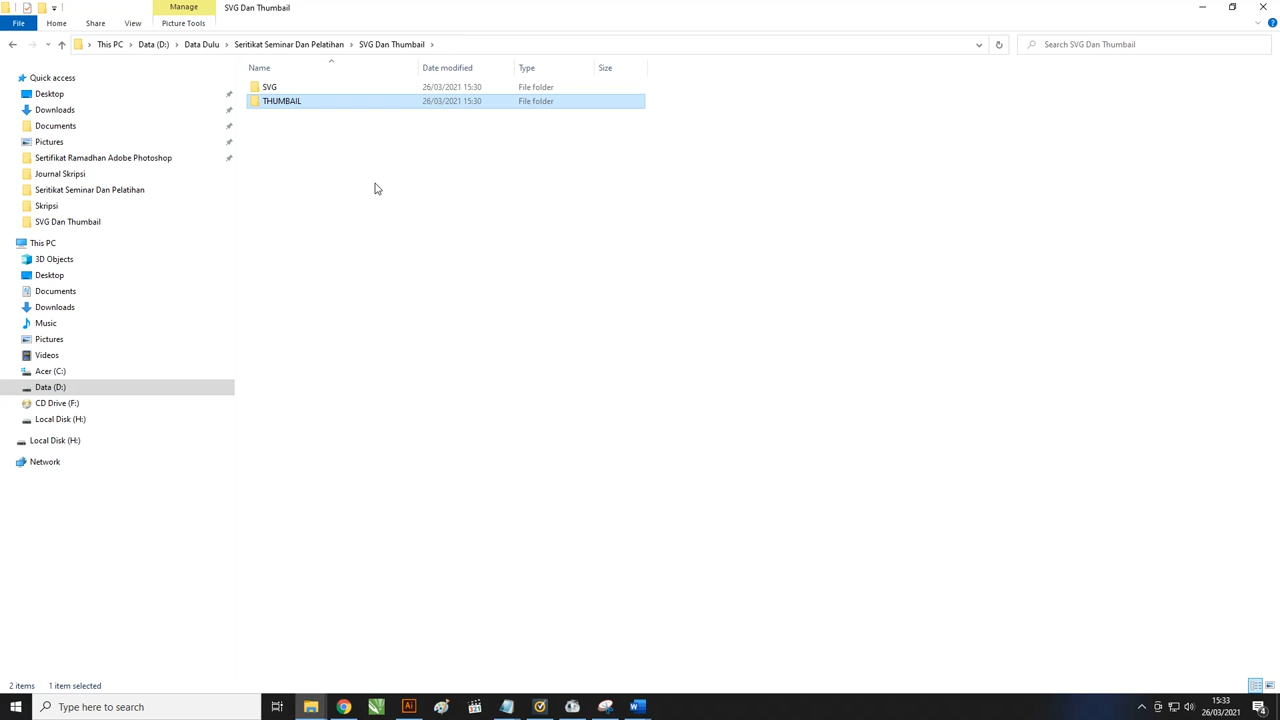 Manage
SVG Dan Thumbail
File
Home
Share
View
Picture Tools
This PC
Data (D:)
Data Dulu
Seritikat Seminar Dan Pelatihan
SVG Dan Thumbail
Search SVG Dan Thumbail
Name
Date modified
Type
Size
SVG
26/03/2021 15:30
File folder
THUMBAIL
26/03/2021 15:30
File folder
Quick access
Desktop
Downloads
Documents
Pictures
Sertifikat Ramadhan Adobe Photoshop
Journal Skripsi
Seritikat Seminar Dan Pelatihan
Skripsi
SVG Dan Thumbail
This PC
3D Objects
Desktop
Documents
Downloads
Music
Pictures
Videos
Acer (C:)
Data (D:)
CD Drive (F:)
Local Disk (H:)
Local Disk (H:)
Network
2 items
1 item selected
Type here to search
Ai
15:33
26/03/2021
4